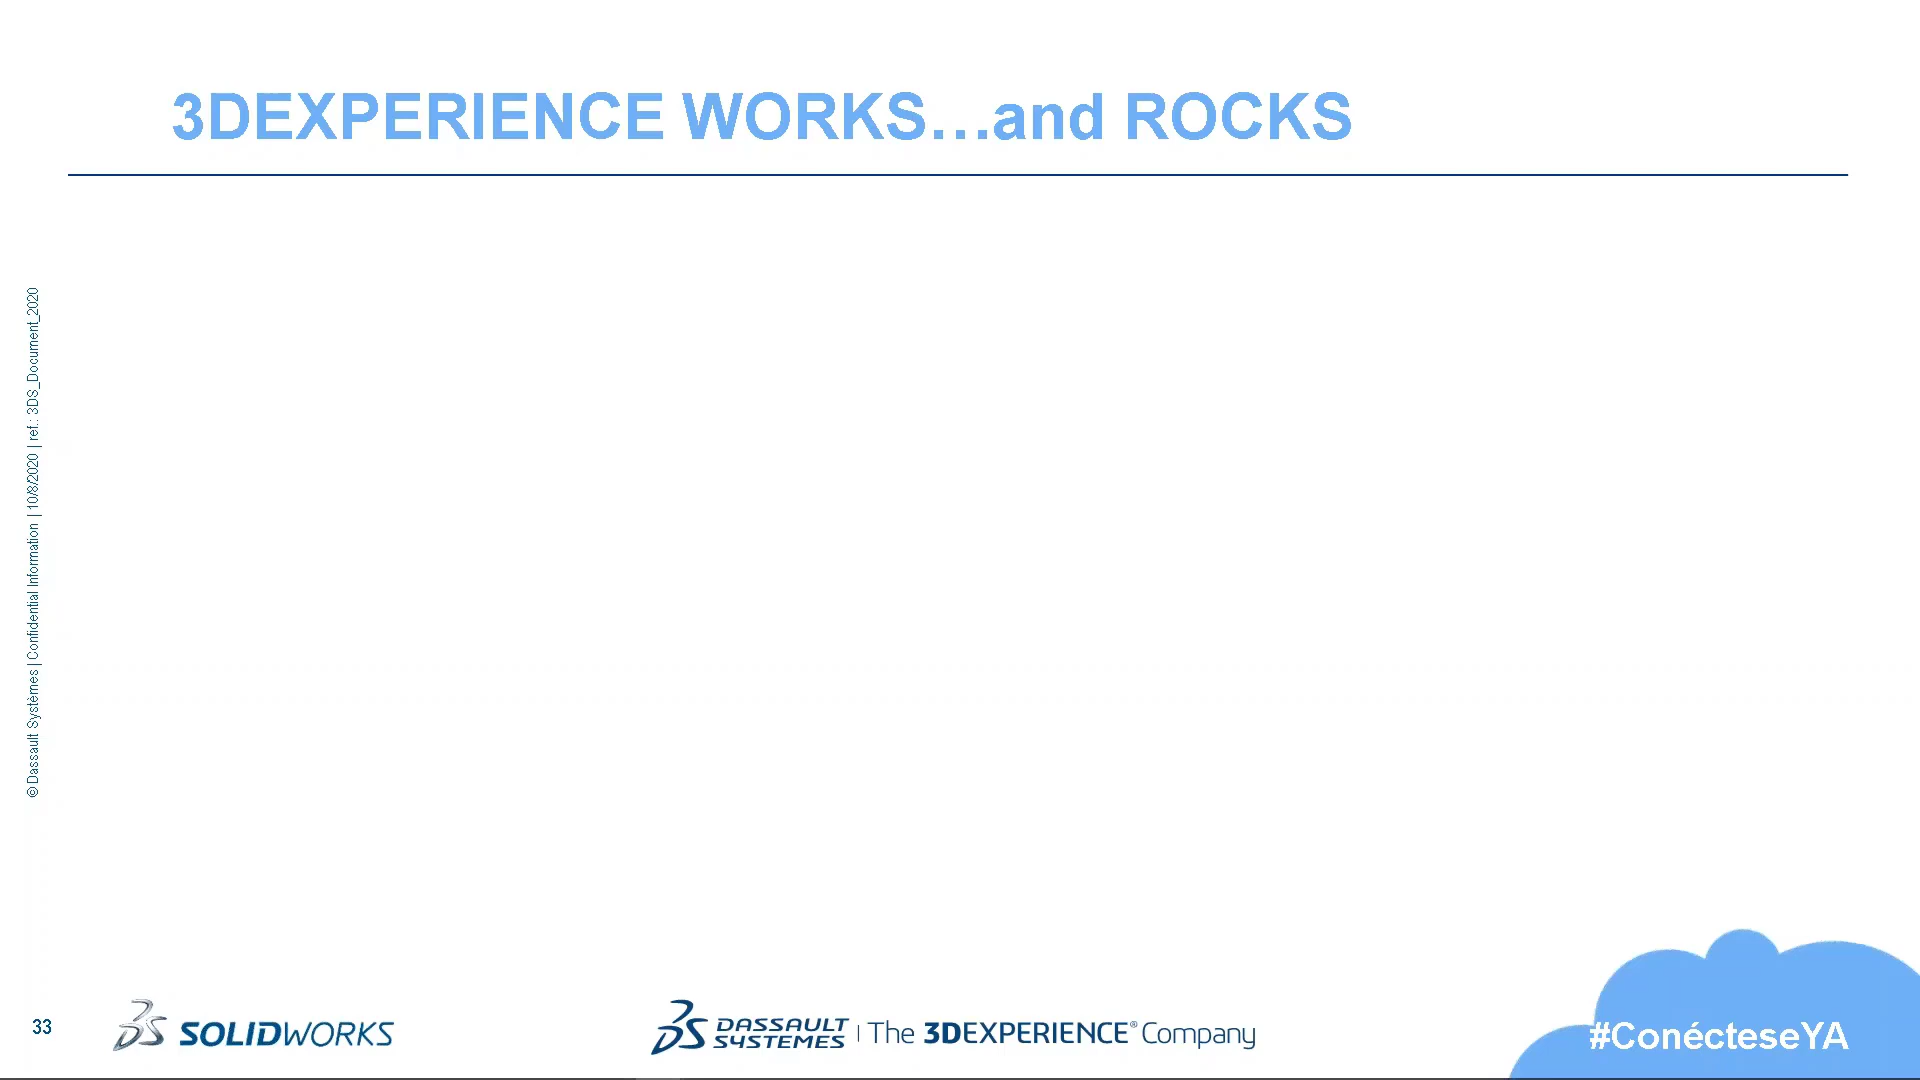 3DEXPERIENCE WORKS…and ROCKS
© Dassault Systèmes | Confidential Information | 10/8/2020 | ref.: 3DS_Document_2020
33
SOLIDWORKS
DASSAULT SYSTEMES | The 3DEXPERIENCE® Company
#ConécteseYA